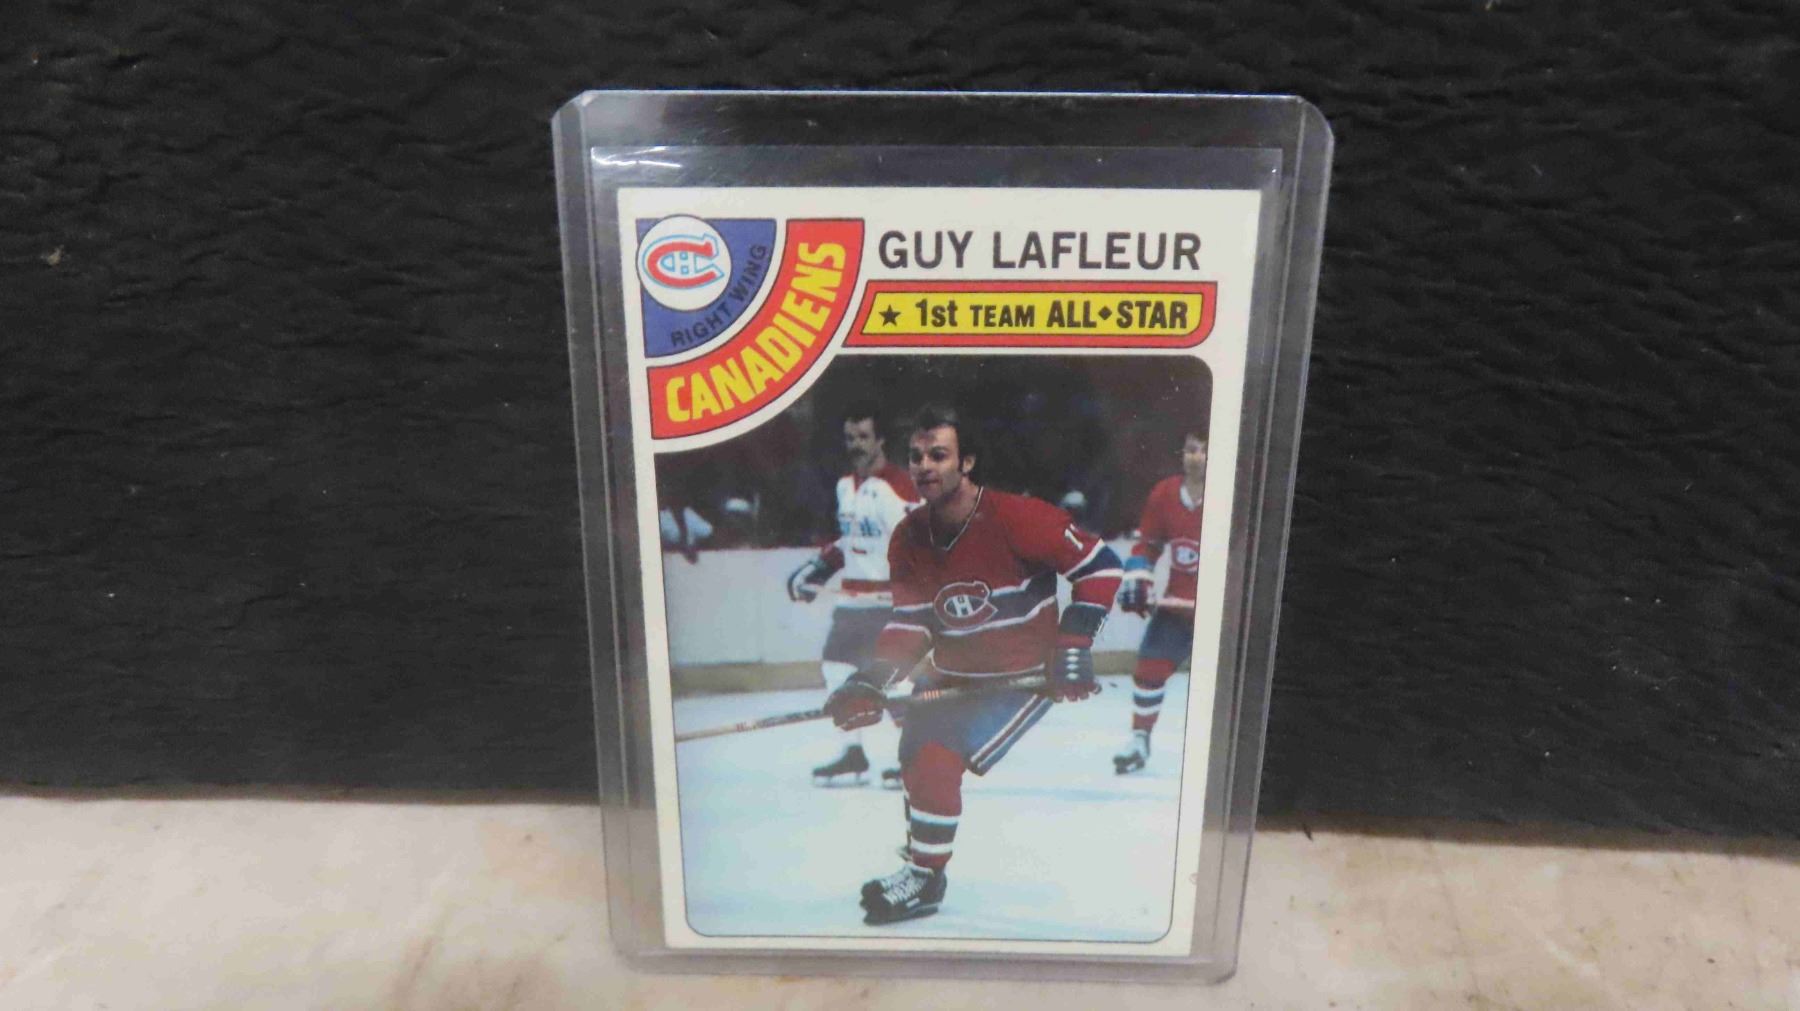 GUY LAFLEUR
★ 1st TEAM ALL◆STAR
RIGHT WING
CANADIENS